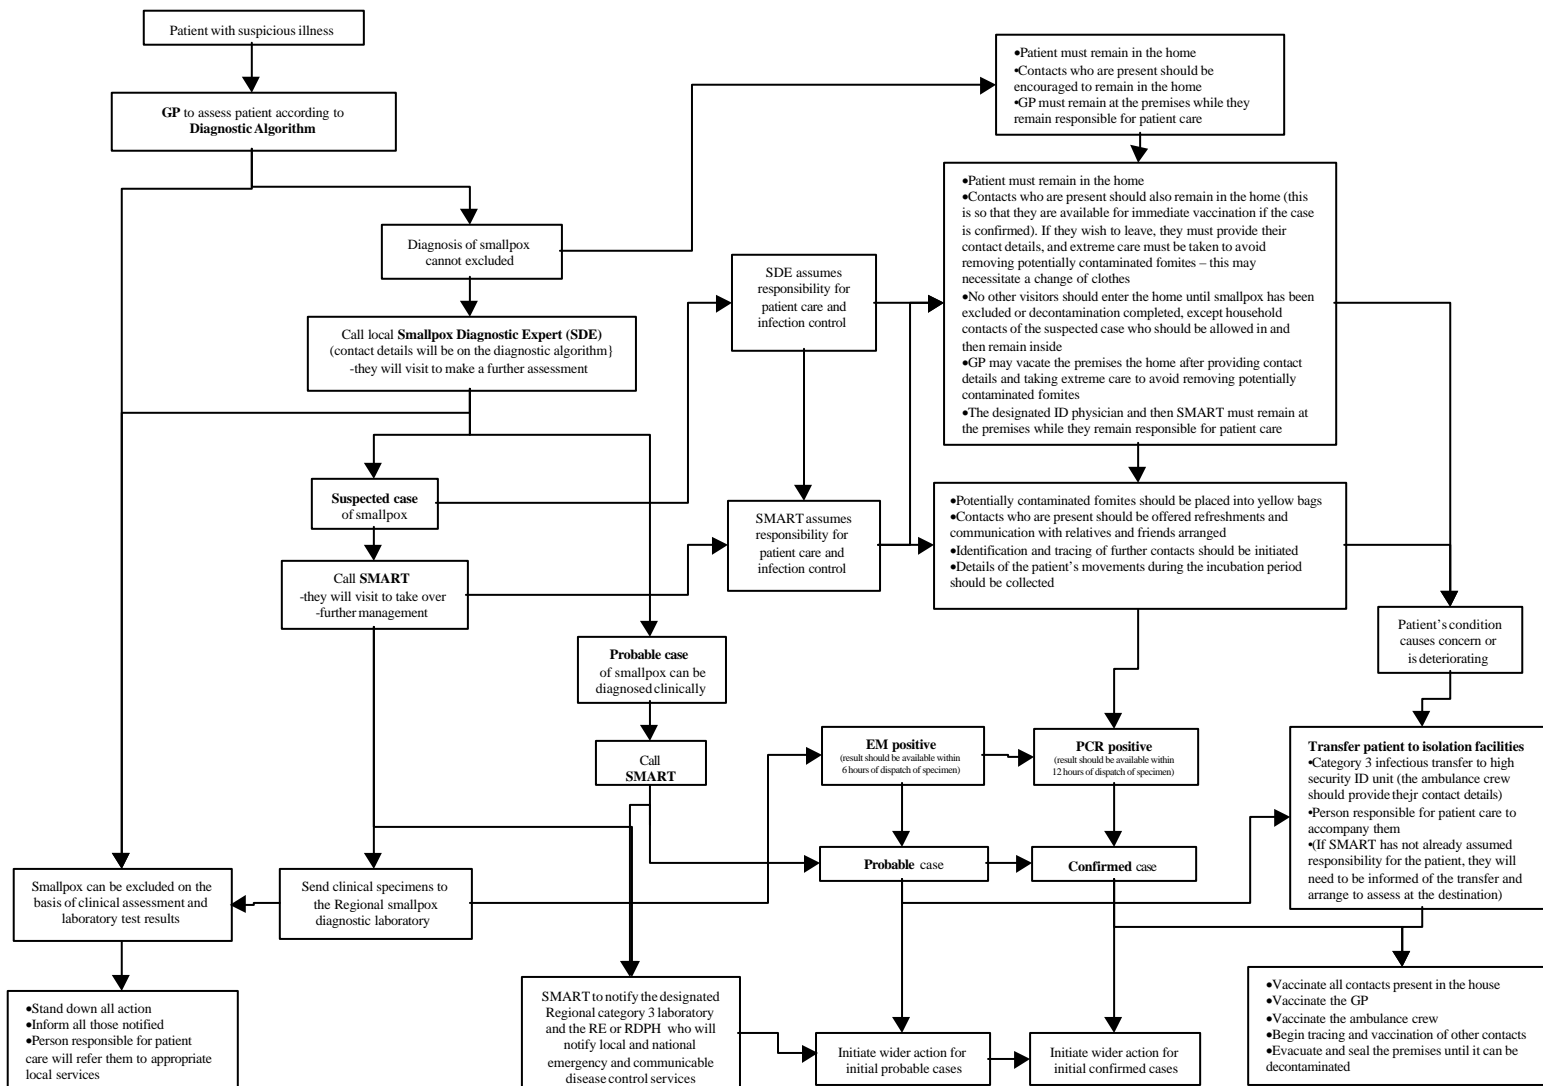 Patient with suspicious illness
GP to assess patient according to
Diagnostic Algorithm
•Patient must remain in the home
•Contacts who are present should be
encouraged to remain in the home
•GP must remain at the premises while they
remain responsible for patient care
Diagnosis of smallpox
cannot excluded
•Patient must remain in the home
•Contacts who are present should also remain in the home (this
is so that they are available for immediate vaccination if the case
is confirmed). If they wish to leave, they must provide their
contact details, and extreme care must be taken to avoid
removing potentially contaminated fomites – this may
necessitate a change of clothes
•No other visitors should enter the home until smallpox has been
excluded or decontamination completed, except household
contacts of the suspected case who should be allowed in and
then remain inside
•GP may vacate the premises the home after providing contact
details and taking extreme care to avoid removing potentially
contaminated fomites
•The designated ID physician and then SMART must remain at
the premises while they remain responsible for patient care
SDE assumes
responsibility for
patient care and
infection control
Call local Smallpox Diagnostic Expert (SDE)
(contact details will be on the diagnostic algorithm}
-they will visit to make a further assessment
Suspected case
of smallpox
SMART assumes
responsibility for
patient care and
infection control
•Potentially contaminated fomites should be placed into yellow bags
•Contacts who are present should be offered refreshments and
communication with relatives and friends arranged
•Identification and tracing of further contacts should be initiated
•Details of the patient's movements during the incubation period
should be collected
Call SMART
-they will visit to take over
-further management
Probable case
of smallpox can be
diagnosed clinically
Patient's condition
causes concern or
is deteriorating
Call
SMART
EM positive
(result should be available within
6 hours of dispatch of specimen)
PCR positive
(result should be available within
12 hours of dispatch of specimen)
Transfer patient to isolation facilities
•Category 3 infectious transfer to high
security ID unit (the ambulance crew
should provide thejr contact details)
•Person responsible for patient care to
accompany them
•(If SMART has not already assumed
responsibility for the patient, they will
need to be informed of the transfer and
arrange to assess at the destination)
Probable case
Confirmed case
Smallpox can be excluded on the
basis of clinical assessment and
laboratory test results
Send clinical specimens to
the Regional smallpox
diagnostic laboratory
•Stand down all action
•Inform all those notified
•Person responsible for patient
care will refer them to appropriate
local services
SMART to notify the designated
Regional category 3 laboratory
and the RE or RDPH who will
notify local and national
emergency and communicable
disease control services
Initiate wider action for
initial probable cases
Initiate wider action for
initial confirmed cases
•Vaccinate all contacts present in the house
•Vaccinate the GP
•Vaccinate the ambulance crew
•Begin tracing and vaccination of other contacts
•Evacuate and seal the premises until it can be
decontaminated